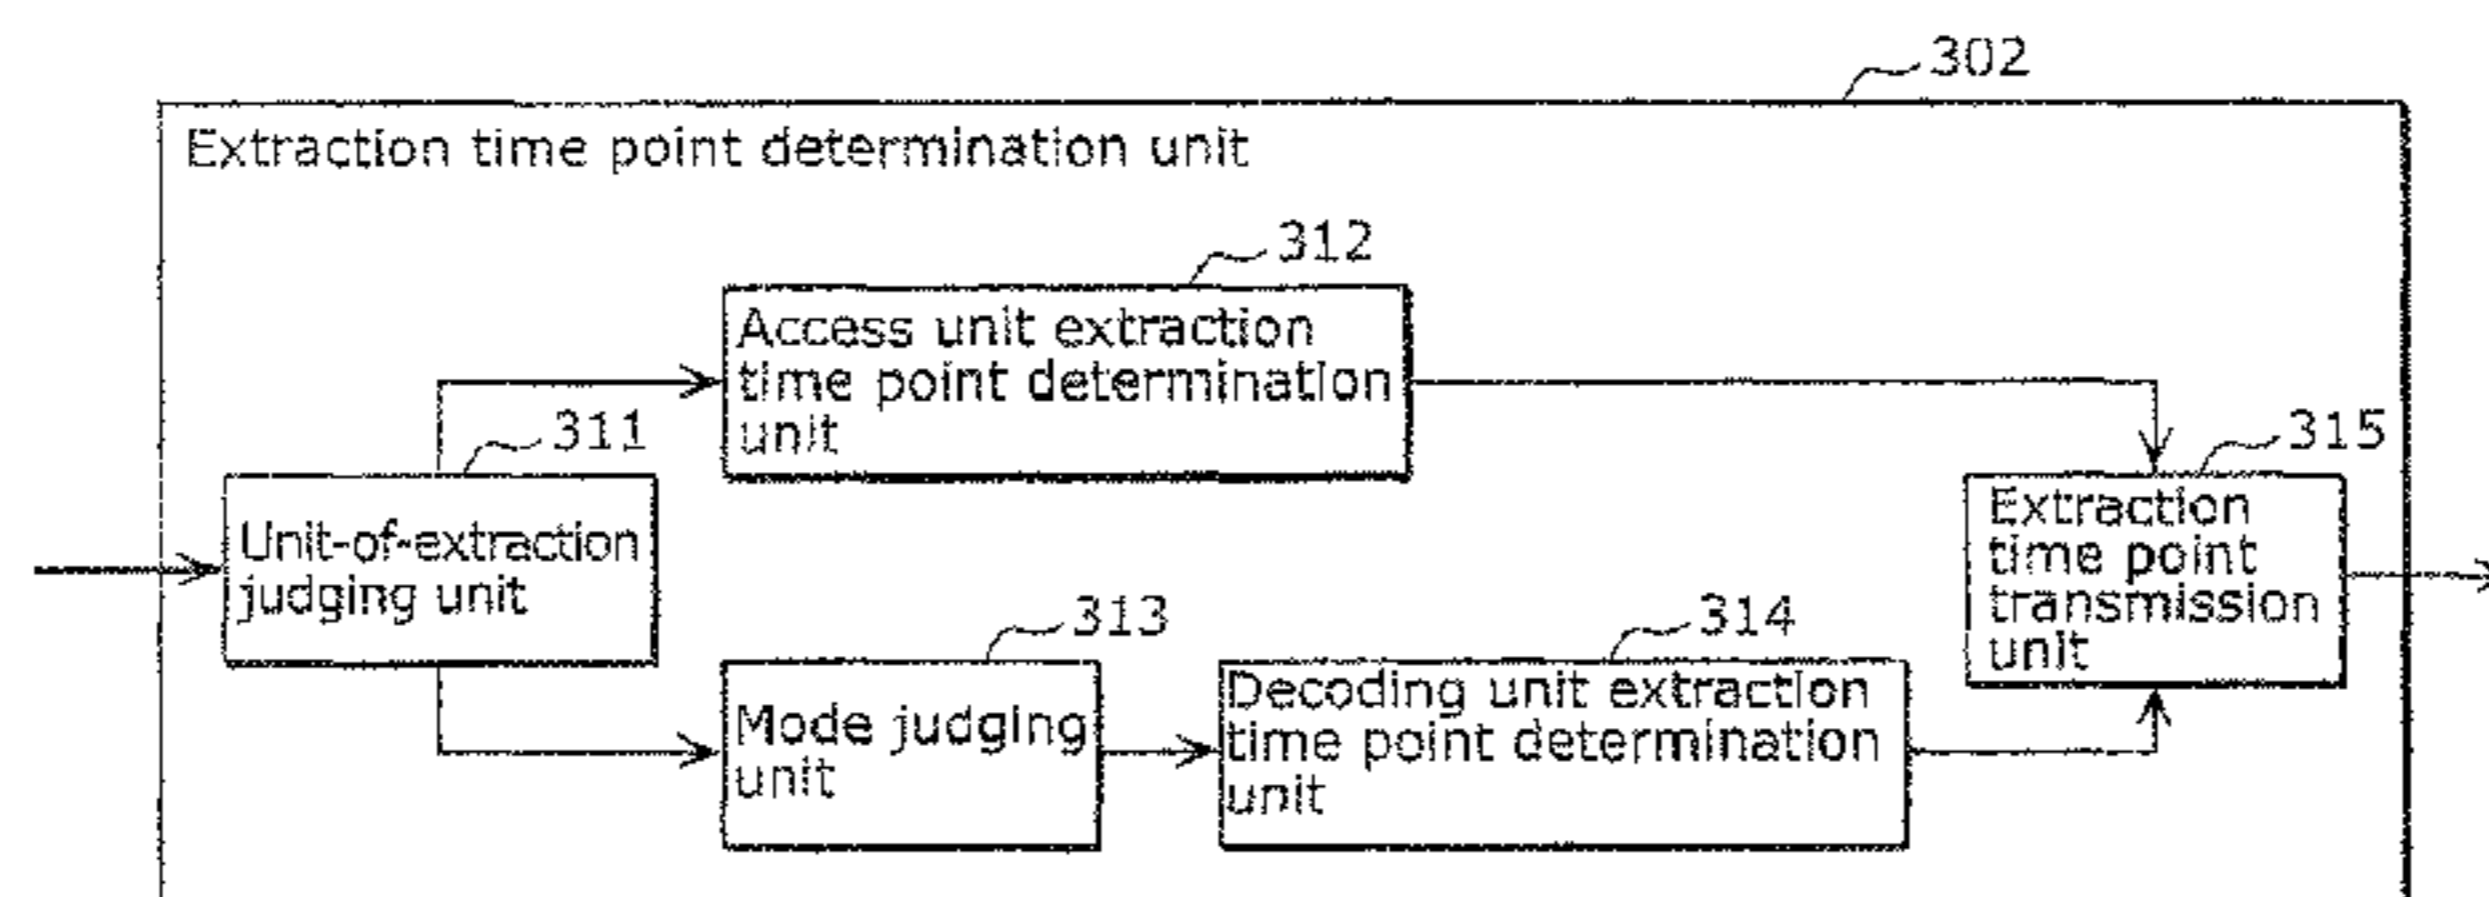 302
Extraction time point determination unit
312
Access unit extraction
time point determination
unit
311
Unit-of-extraction
judging unit
315
Extraction
time point
transmission
unit
313
Mode judging
unit
314
Decoding unit extraction
time point determination
unit